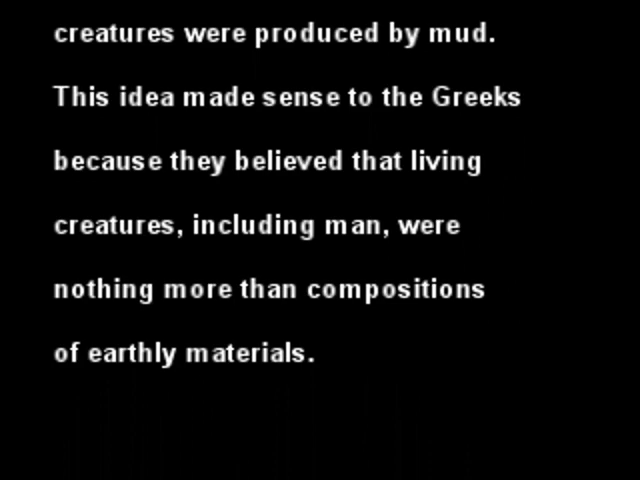 creatures were produced by mud.
This idea made sense to the Greeks
because they believed that living
creatures, including man, were
nothing more than compositions
of earthly materials.